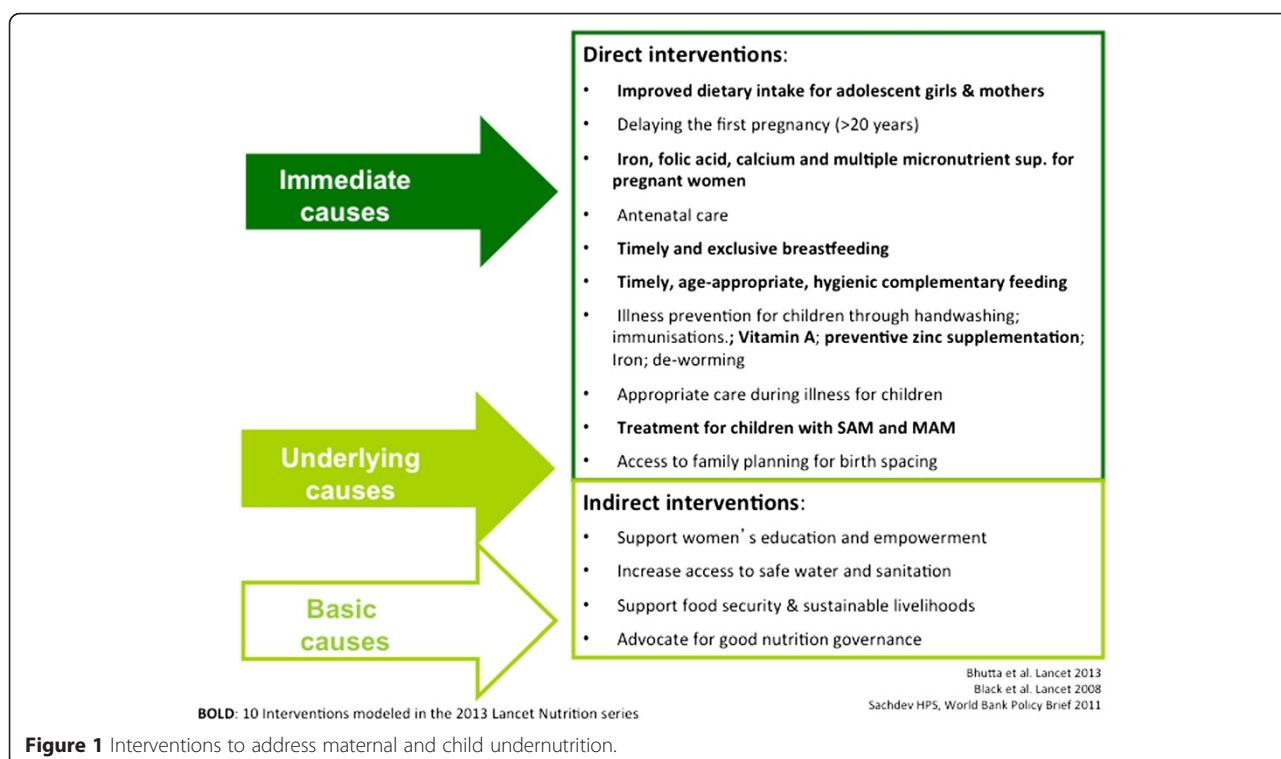 Immediate
causes
Underlying
causes
Basic
causes
Direct interventions:
• Improved dietary intake for adolescent girls & mothers
• Delaying the first pregnancy (>20 years)
• Iron, folic acid, calcium and multiple micronutrient sup. for
pregnant women
• Antenatal care
• Timely and exclusive breastfeeding
• Timely, age-appropriate, hygienic complementary feeding
• Illness prevention for children through handwashing;
immunisations.; Vitamin A; preventive zinc supplementation;
Iron; de-worming
• Appropriate care during illness for children
• Treatment for children with SAM and MAM
• Access to family planning for birth spacing
Indirect interventions:
• Support women's education and empowerment
• Increase access to safe water and sanitation
• Support food security & sustainable livelihoods
• Advocate for good nutrition governance
Bhutta et al. Lancet 2013
Black et al. Lancet 2008
Sachdev HPS, World Bank Policy Brief 2011
BOLD: 10 Interventions modeled in the 2013 Lancet Nutrition series
Figure 1 Interventions to address maternal and child undernutrition.